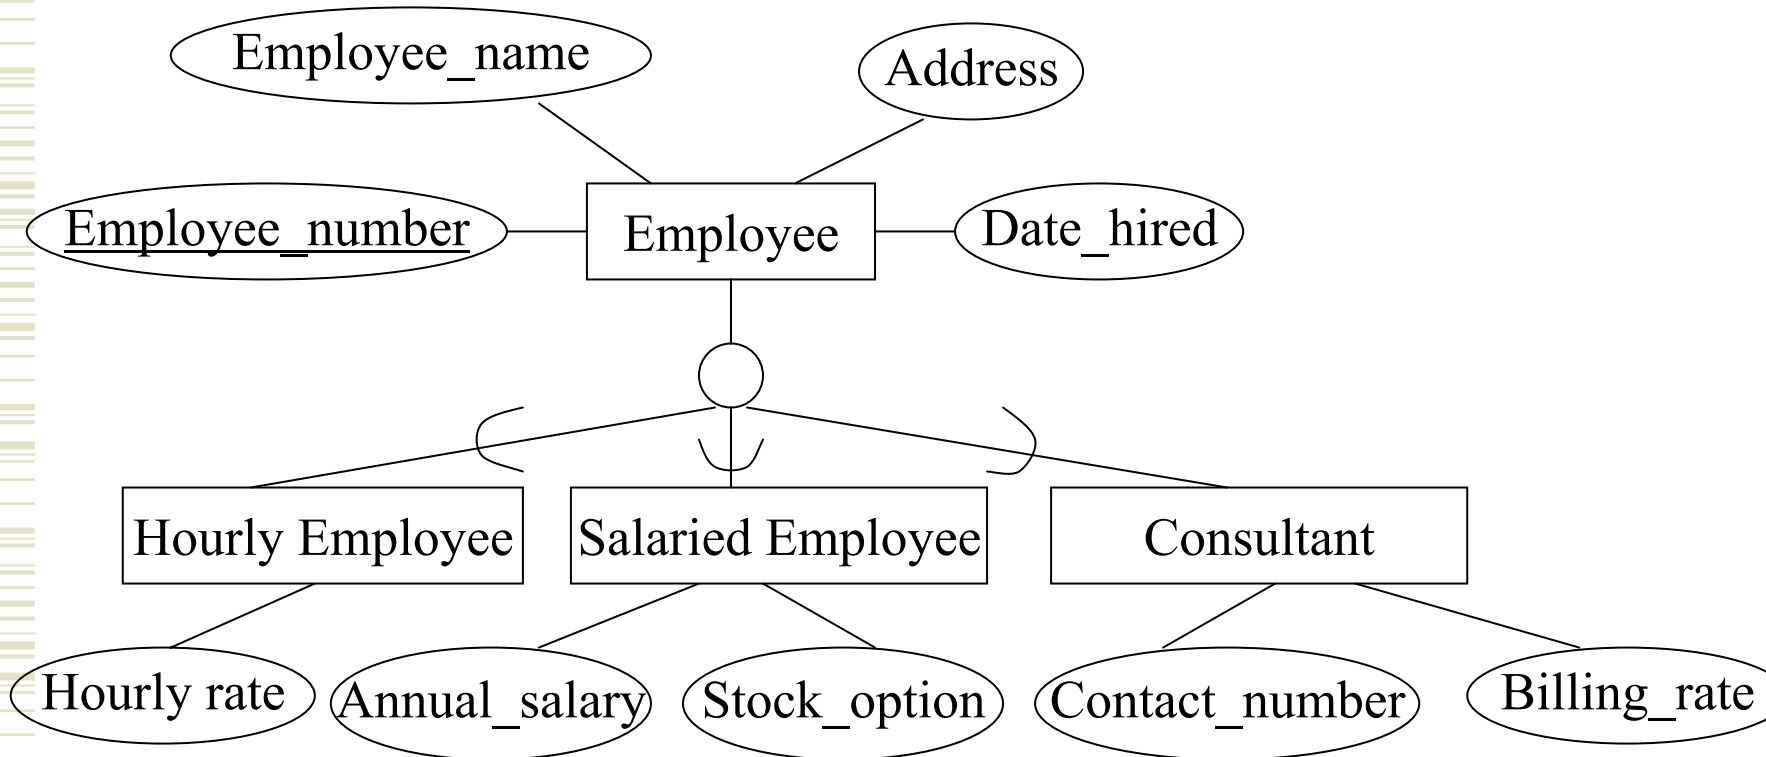 Employee_name
Address
Employee_number
Employee
Date_hired
Hourly Employee
Salaried Employee
Consultant
Hourly rate
Annual_salary
Stock_option
Contact_number
Billing_rate